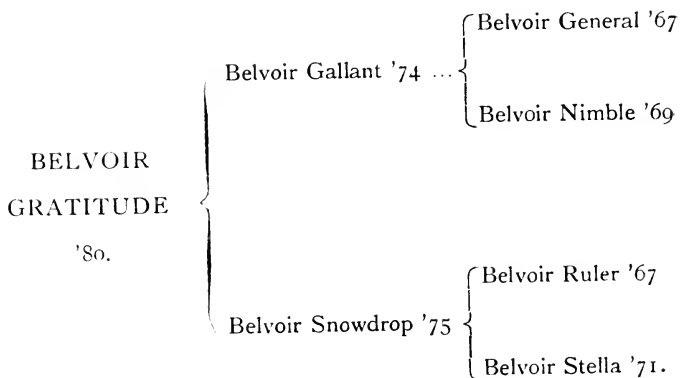 Belvoir General '67
Belvoir Gallant '74 ...
Belvoir Nimble '69
BELVOIR
GRATITUDE
'80.
Belvoir Ruler '67
Belvoir Snowdrop '75
Belvoir Stella '71.